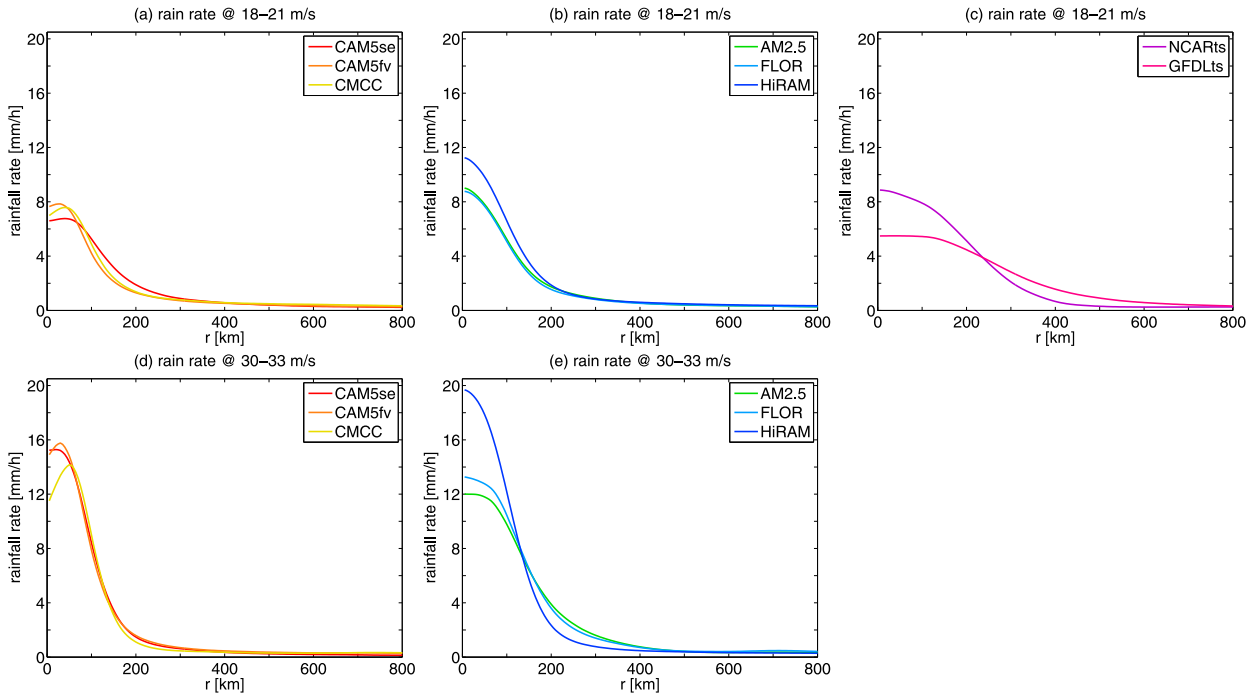 (a) rain rate @ 18–21 m/s
20
16
12
8
4
0
rainfall rate [mm/h]
CAM5se
CAM5fv
CMCC
0 200 400 600 800
r [km]
(b) rain rate @ 18–21 m/s
20
16
12
8
4
0
rainfall rate [mm/h]
AM2.5
FLOR
HiRAM
0 200 400 600 800
r [km]
(c) rain rate @ 18–21 m/s
20
16
12
8
4
0
rainfall rate [mm/h]
NCARts
GFDLts
0 200 400 600 800
r [km]
(d) rain rate @ 30–33 m/s
20
16
12
8
4
0
rainfall rate [mm/h]
CAM5se
CAM5fv
CMCC
0 200 400 600 800
r [km]
(e) rain rate @ 30–33 m/s
20
16
12
8
4
0
rainfall rate [mm/h]
AM2.5
FLOR
HiRAM
0 200 400 600 800
r [km]